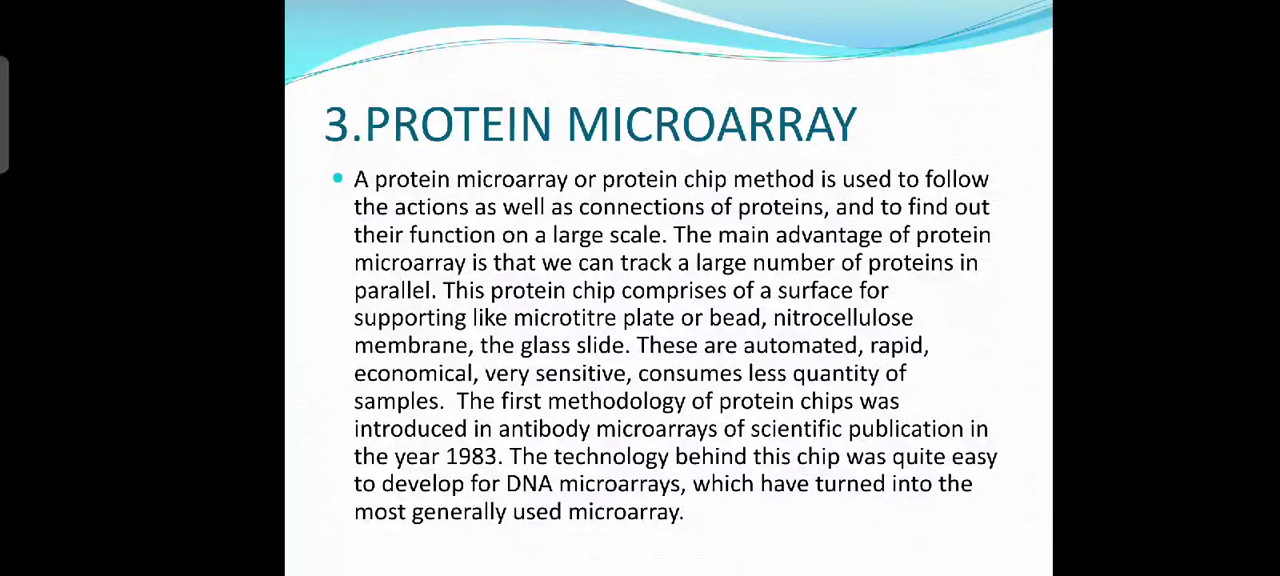 3.PROTEIN MICROARRAY
• A protein microarray or protein chip method is used to follow
the actions as well as connections of proteins, and to find out
their function on a large scale. The main advantage of protein
microarray is that we can track a large number of proteins in
parallel. This protein chip comprises of a surface for
supporting like microtitre plate or bead, nitrocellulose
membrane, the glass slide. These are automated, rapid,
economical, very sensitive, consumes less quantity of
samples.  The first methodology of protein chips was
introduced in antibody microarrays of scientific publication in
the year 1983. The technology behind this chip was quite easy
to develop for DNA microarrays, which have turned into the
most generally used microarray.